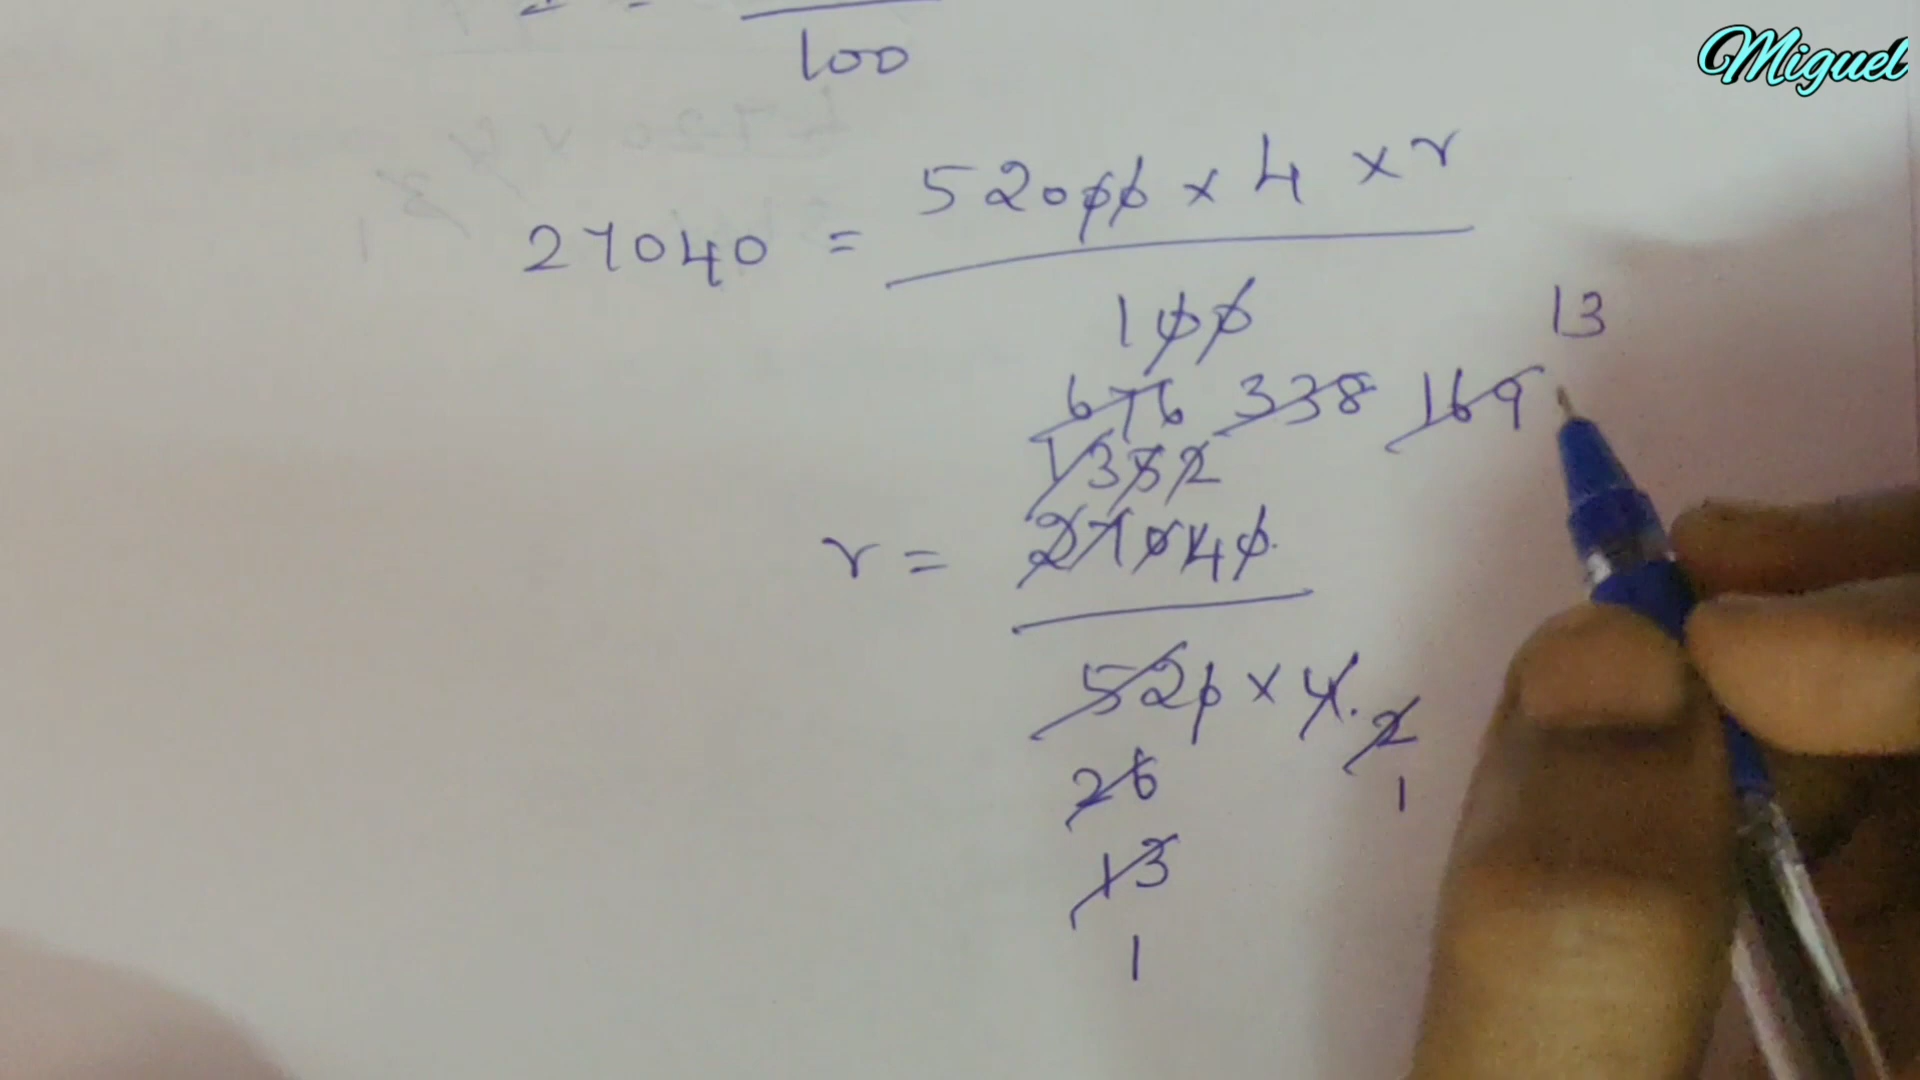 Miguel
100
27040 = 52000 × 4 × r
100
13
676 338 169
1352
r = 27040
520 × 4 2
26 1
13
1